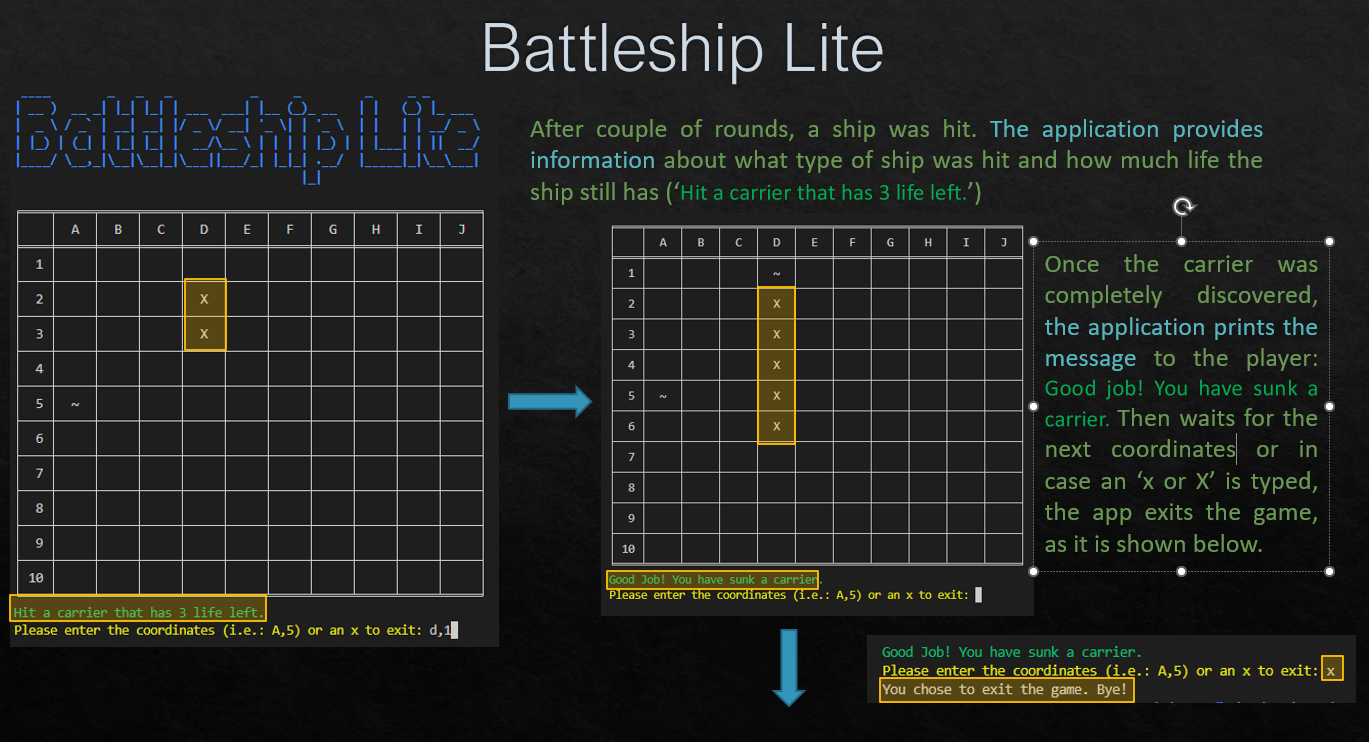 Battleship Lite
Battleship Lite
After couple of rounds, a ship was hit. The application provides
information about what type of ship was hit and how much life the
ship still has (‘Hit a carrier that has 3 life left.’)
A B C D E F G H I J
1
2 X
3 X
4
5 ~
6
7
8
9
10
Hit a carrier that has 3 life left.
Please enter the coordinates (i.e.: A,5) or an x to exit: d,1
A B C D E F G H I J
1 ~
2 X
3 X
4 X
5 ~ X
6 X
7
8
9
10
Good Job! You have sunk a carrier.
Please enter the coordinates (i.e.: A,5) or an x to exit:
Once the carrier was
completely discovered,
the application prints the
message to the player:
Good job! You have sunk a
carrier. Then waits for the
next coordinates or in
case an ‘x or X’ is typed,
the app exits the game,
as it is shown below.
Good Job! You have sunk a carrier.
Please enter the coordinates (i.e.: A,5) or an x to exit: x
You chose to exit the game. Bye!